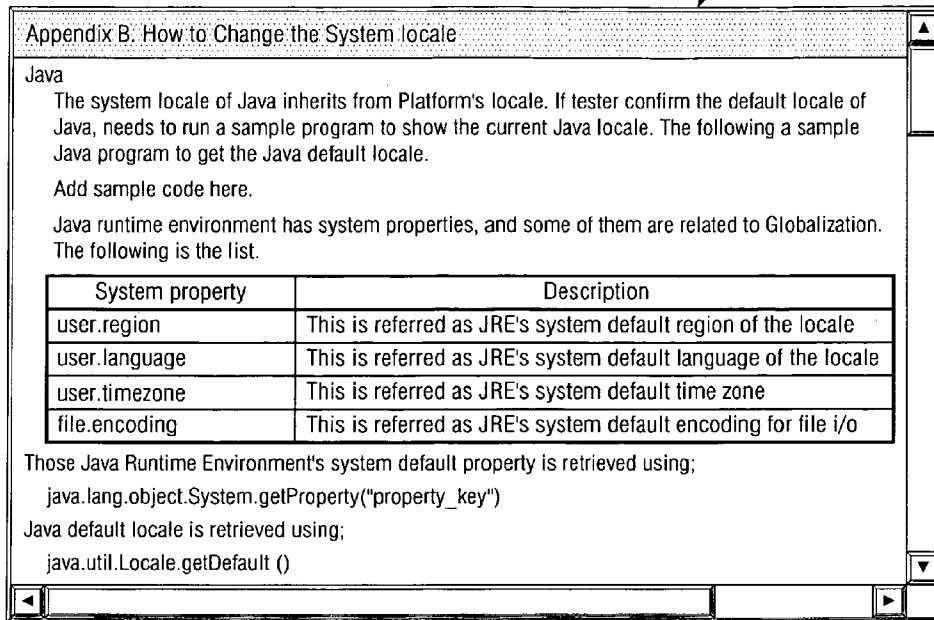 Appendix B. How to Change the System locale
Java
The system locale of Java inherits from Platform's locale. If tester confirm the default locale of
Java, needs to run a sample program to show the current Java locale. The following a sample
Java program to get the Java default locale.
Add sample code here.
Java runtime environment has system properties, and some of them are related to Globalization.
The following is the list.
System property Description
user.region This is referred as JRE's system default region of the locale
user.language This is referred as JRE's system default language of the locale
user.timezone This is referred as JRE's system default time zone
file.encoding This is referred as JRE's system default encoding for file i/o
Those Java Runtime Environment's system default property is retrieved using;
java.lang.object.System.getProperty("property_key")
Java default locale is retrieved using;
java.util.Locale.getDefault ()